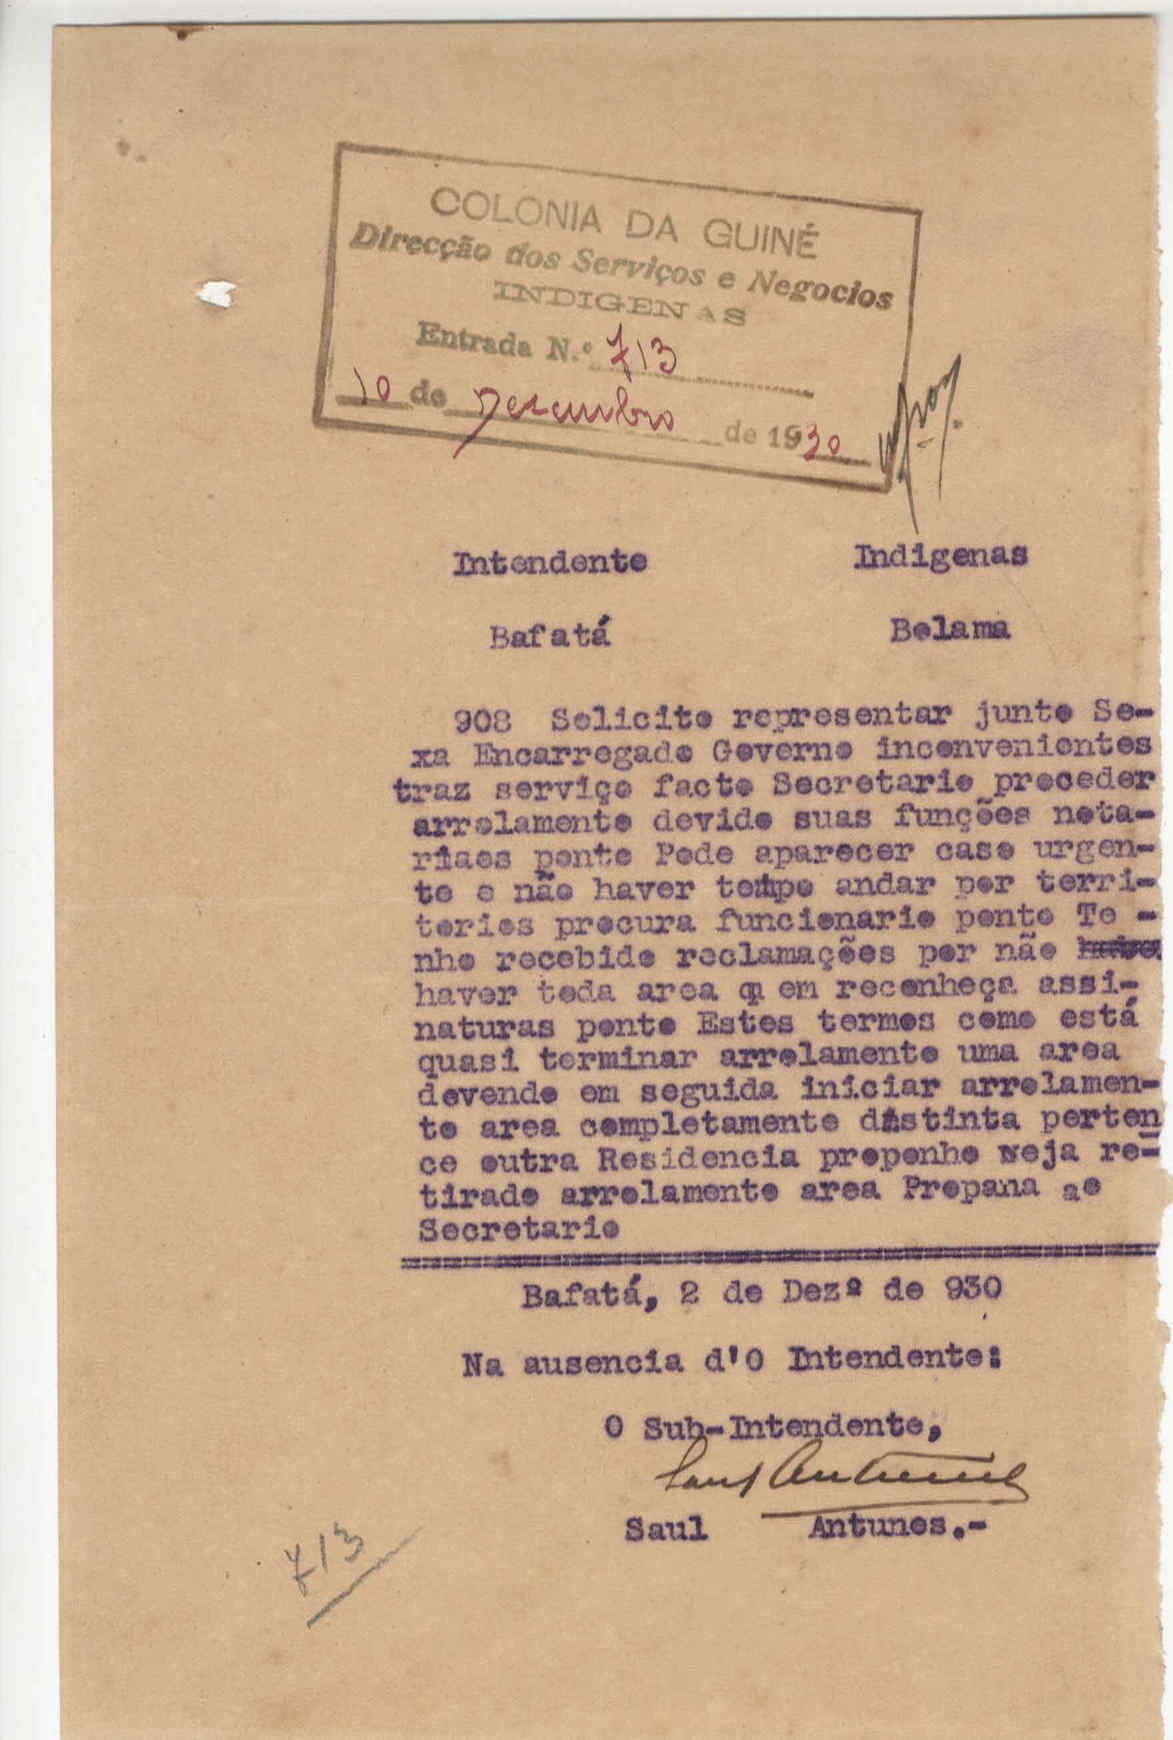 COLONIA DA GUINÉ
Direcção dos Serviços e Negocios
INDIGENAS
Entrada N.º 713
10 de Dezembro de 1930
Intendente Indigenas
Bafatá Bolama
908 Solicito representar junto Se-
xa Encarregado Governo inconvenientes
traz serviço facto Secretario proceder
arrolamento devido suas funções nota-
riaes ponto Pode aparecer caso urgen-
te e não haver tempo andar por terri-
torios procura funcionario ponto Te -
nho recebido reclamações por não
haver toda area q em reconheça assi-
naturas ponto Estes termos como está
quasi terminar arrolamento uma area
devendo em seguida iniciar arrolamen-
to area completamente distinta perten
ce outra Residencia proponho seja re-
tirado arrolamento area Propana ao
Secretario
Bafatá, 2 de Dezº de 930
Na ausencia d'O Intendente:
O Sub-Intendente,
Saul Antunes
Saul Antunes.-
713